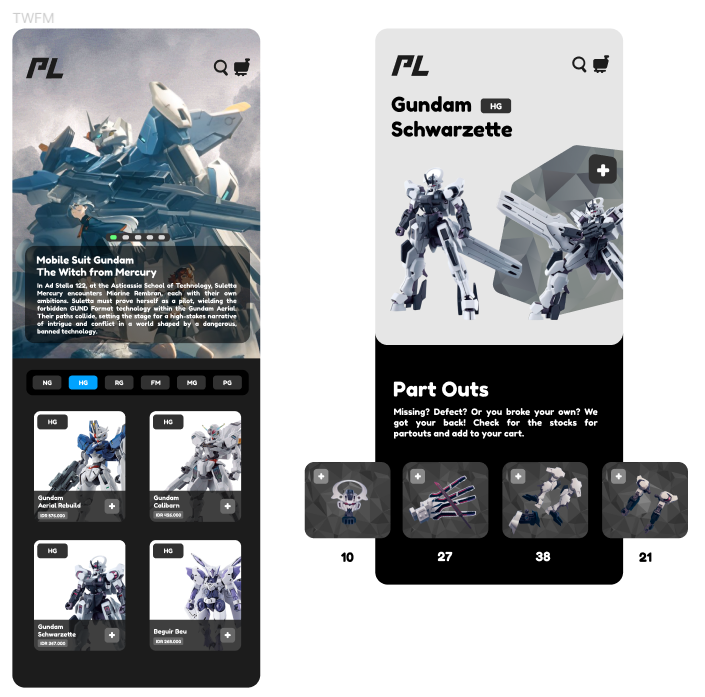 TWFM
PL
Mobile Suit Gundam
The Witch from Mercury
In Ad Stella 122, at the Asticassia School of Technology, Suletta
Mercury encounters Miorine Rembran, each with their own
ambitions. Suletta must prove herself as a pilot, wielding the
forbidden GUND Format technology within the Gundam Aerial.
Their paths collide, setting the stage for a high-stakes narrative
of intrigue and conflict in a world shaped by a dangerous,
banned technology.
NG HG RG FM MG PG
HG
Gundam
Aerial Rebuild
IDR 575.000
HG
Gundam
Calibarn
IDR 456.000
HG
Gundam
Schwarzette
IDR 367.000
HG
Beguir Beu
IDR 265.000
PL
Gundam HG
Schwarzette
Part Outs
Missing? Defect? Or you broke your own? We
got your back! Check for the stocks for
partouts and add to your cart.
10 27 38 21